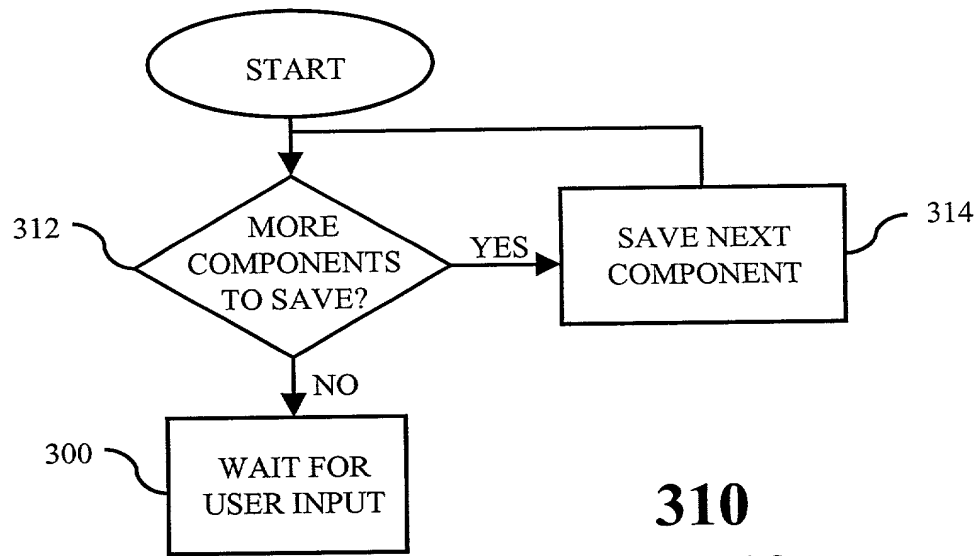 START
312
MORE
COMPONENTS
TO SAVE?
YES
SAVE NEXT
COMPONENT
314
NO
300
WAIT FOR
USER INPUT
310